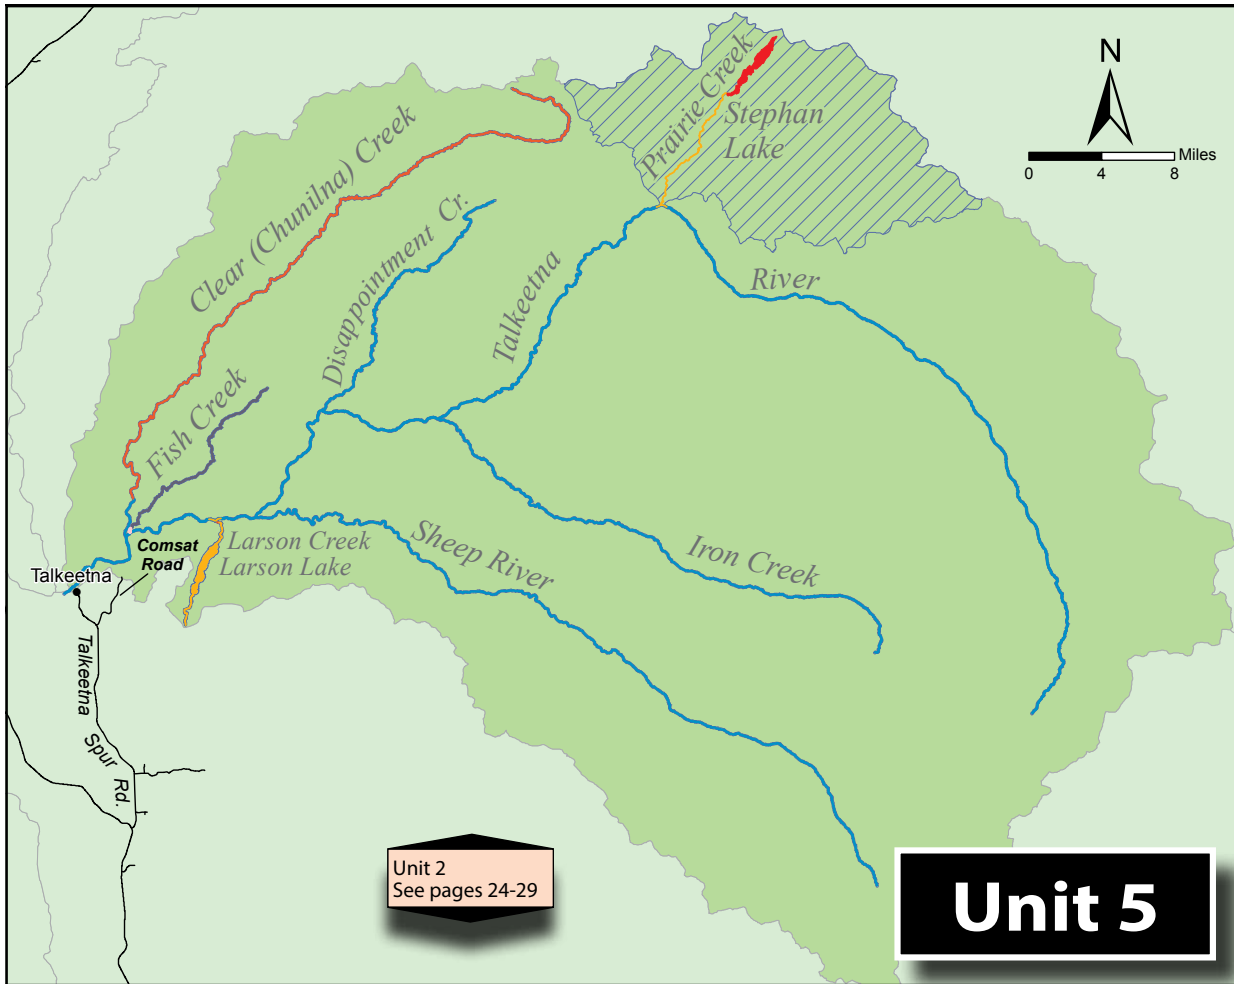 N
Miles
0 4 8
Prairie Creek
Stephan
Lake
Clear (Chunilna) Creek
Disappointment Cr.
Talkeetna
River
Fish Creek
Larson Creek
Larson Lake
Sheep River
Iron Creek
Comsat
Road
Talkeetna
Talkeetna Spur Rd.
Unit 2
See pages 24-29
Unit 5